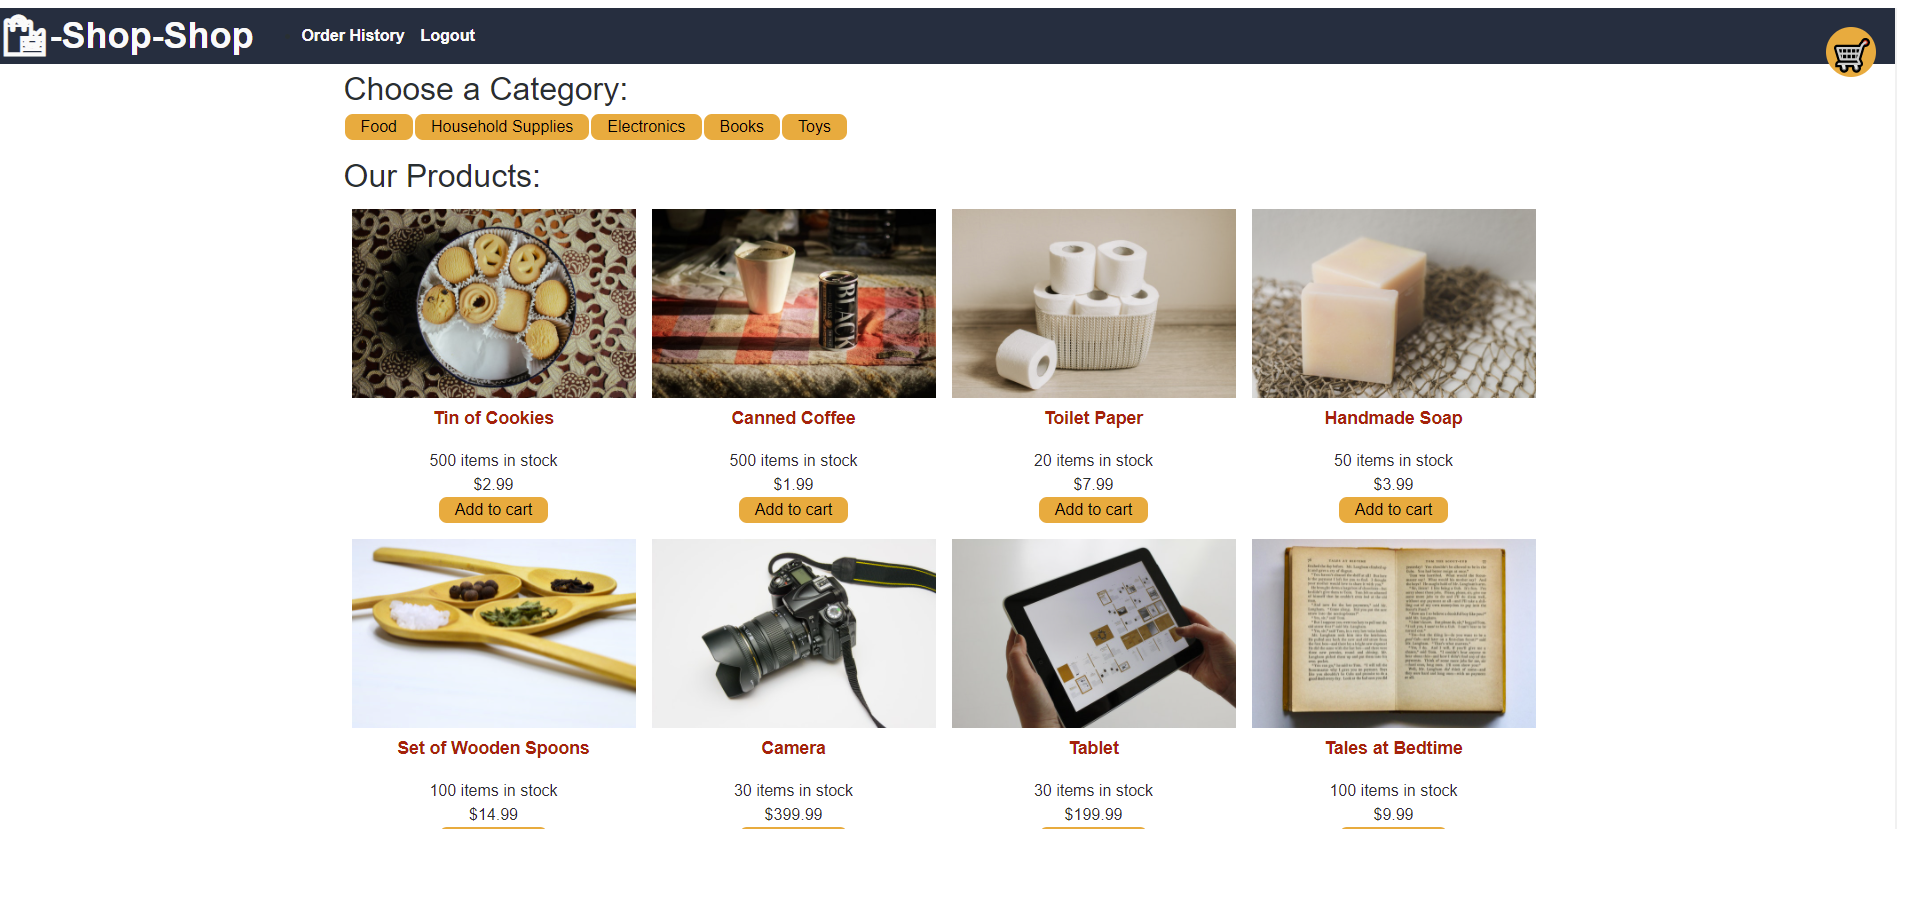 -Shop-Shop
Order History Logout
Choose a Category:
Food Household Supplies Electronics Books Toys
Our Products:
BLACK
Tin of Cookies Canned Coffee Toilet Paper Handmade Soap
500 items in stock 500 items in stock 20 items in stock 50 items in stock
$2.99 $1.99 $7.99 $3.99
Add to cart Add to cart Add to cart Add to cart
Set of Wooden Spoons Camera Tablet Tales at Bedtime
100 items in stock 30 items in stock 30 items in stock 100 items in stock
$14.99 $399.99 $199.99 $9.99